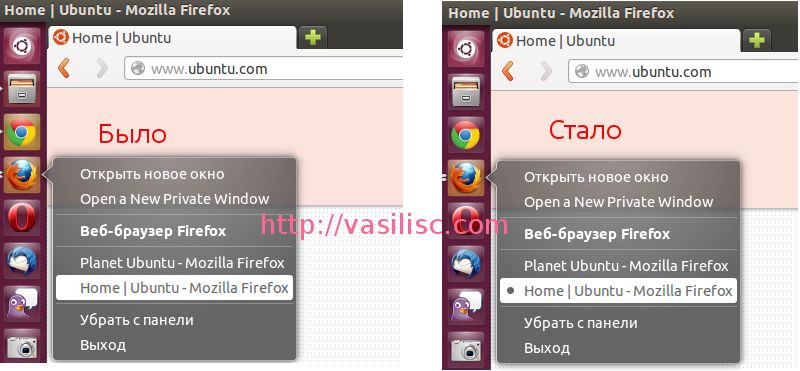 Home | Ubuntu - Mozilla Firefox
Home | Ubuntu
www.ubuntu.com
Было
Открыть новое окно
Open a New Private Window
Веб-браузер Firefox
Planet Ubuntu - Mozilla Firefox
Home | Ubuntu - Mozilla Firefox
Убрать с панели
Выход
Home | Ubuntu - Mozilla Firefox
Home | Ubuntu
www.ubuntu.com
Стало
Открыть новое окно
Open a New Private Window
Веб-браузер Firefox
Planet Ubuntu - Mozilla Firefox
Home | Ubuntu - Mozilla Firefox
Убрать с панели
Выход
http://vasilisc.com